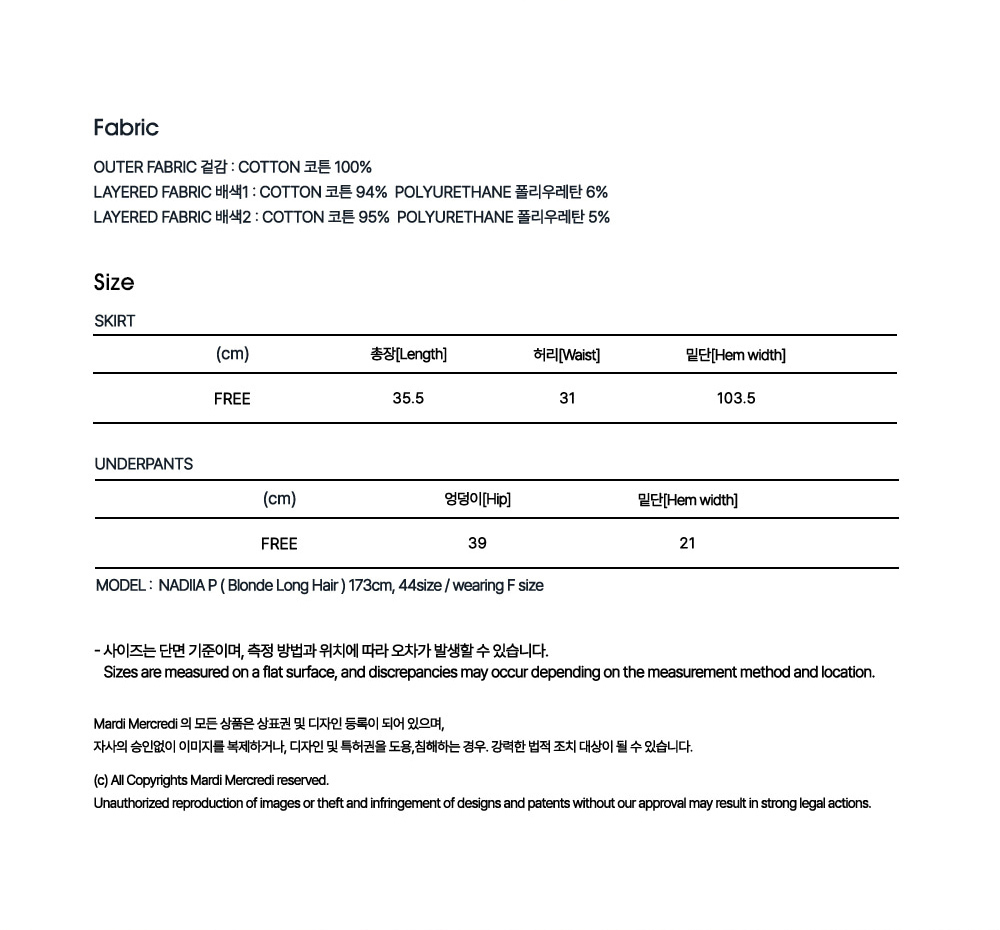 Fabric
OUTER FABRIC 겉감 : COTTON 코튼 100%
LAYERED FABRIC 배색1 : COTTON 코튼 94% POLYURETHANE 폴리우레탄 6%
LAYERED FABRIC 배색2 : COTTON 코튼 95% POLYURETHANE 폴리우레탄 5%
Size
SKIRT
(cm) 총장[Length] 허리[Waist] 밑단[Hem width]
FREE 35.5 31 103.5
UNDERPANTS
(cm) 엉덩이[Hip] 밑단[Hem width]
FREE 39 21
MODEL : NADIIA P ( Blonde Long Hair ) 173cm, 44size / wearing F size
- 사이즈는 단면 기준이며, 측정 방법과 위치에 따라 오차가 발생할 수 있습니다.
Sizes are measured on a flat surface, and discrepancies may occur depending on the measurement method and location.
Mardi Mercredi 의 모든 상품은 상표권 및 디자인 등록이 되어 있으며,
자사의 승인없이 이미지를 복제하거나, 디자인 및 특허권을 도용,침해하는 경우. 강력한 법적 조치 대상이 될 수 있습니다.
(c) All Copyrights Mardi Mercredi reserved.
Unauthorized reproduction of images or theft and infringement of designs and patents without our approval may result in strong legal actions.